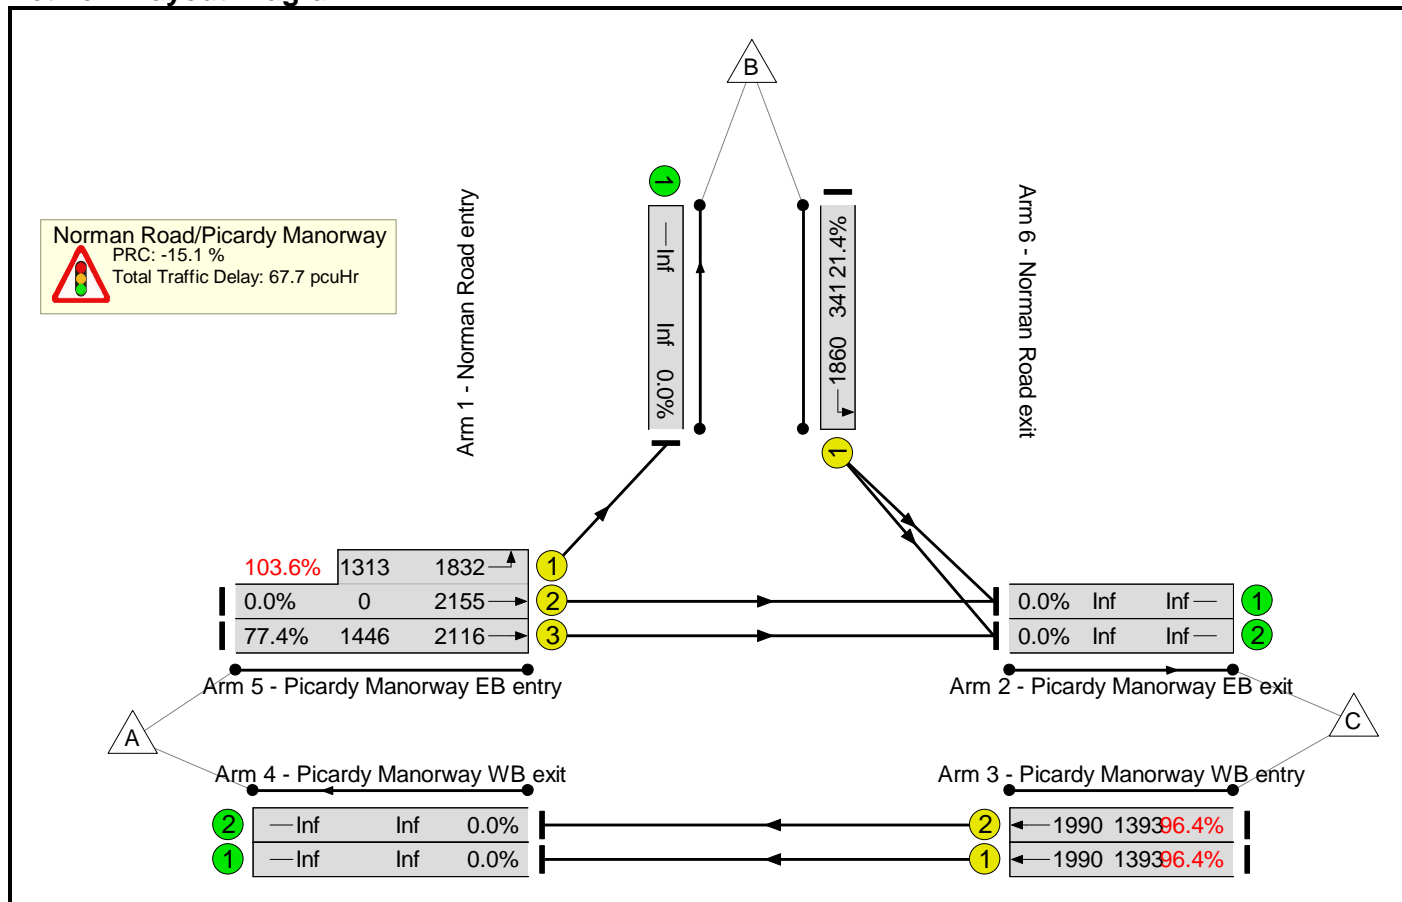 B
Norman Road/Picardy Manorway
PRC: -15.1 %
Total Traffic Delay: 67.7 pcuHr
Arm 1 - Norman Road entry
1
Inf Inf 0.0%
1860 341 21.4%
1
Arm 6 - Norman Road exit
103.6% 1313 1832 1
0.0% 0 2155 2
77.4% 1446 2116 3
0.0% Inf Inf 1
0.0% Inf Inf 2
Arm 5 - Picardy Manorway EB entry
Arm 2 - Picardy Manorway EB exit
A
C
Arm 4 - Picardy Manorway WB exit
Arm 3 - Picardy Manorway WB entry
2 Inf Inf 0.0%
1 Inf Inf 0.0%
2 1990 1393 96.4%
1 1990 1393 96.4%